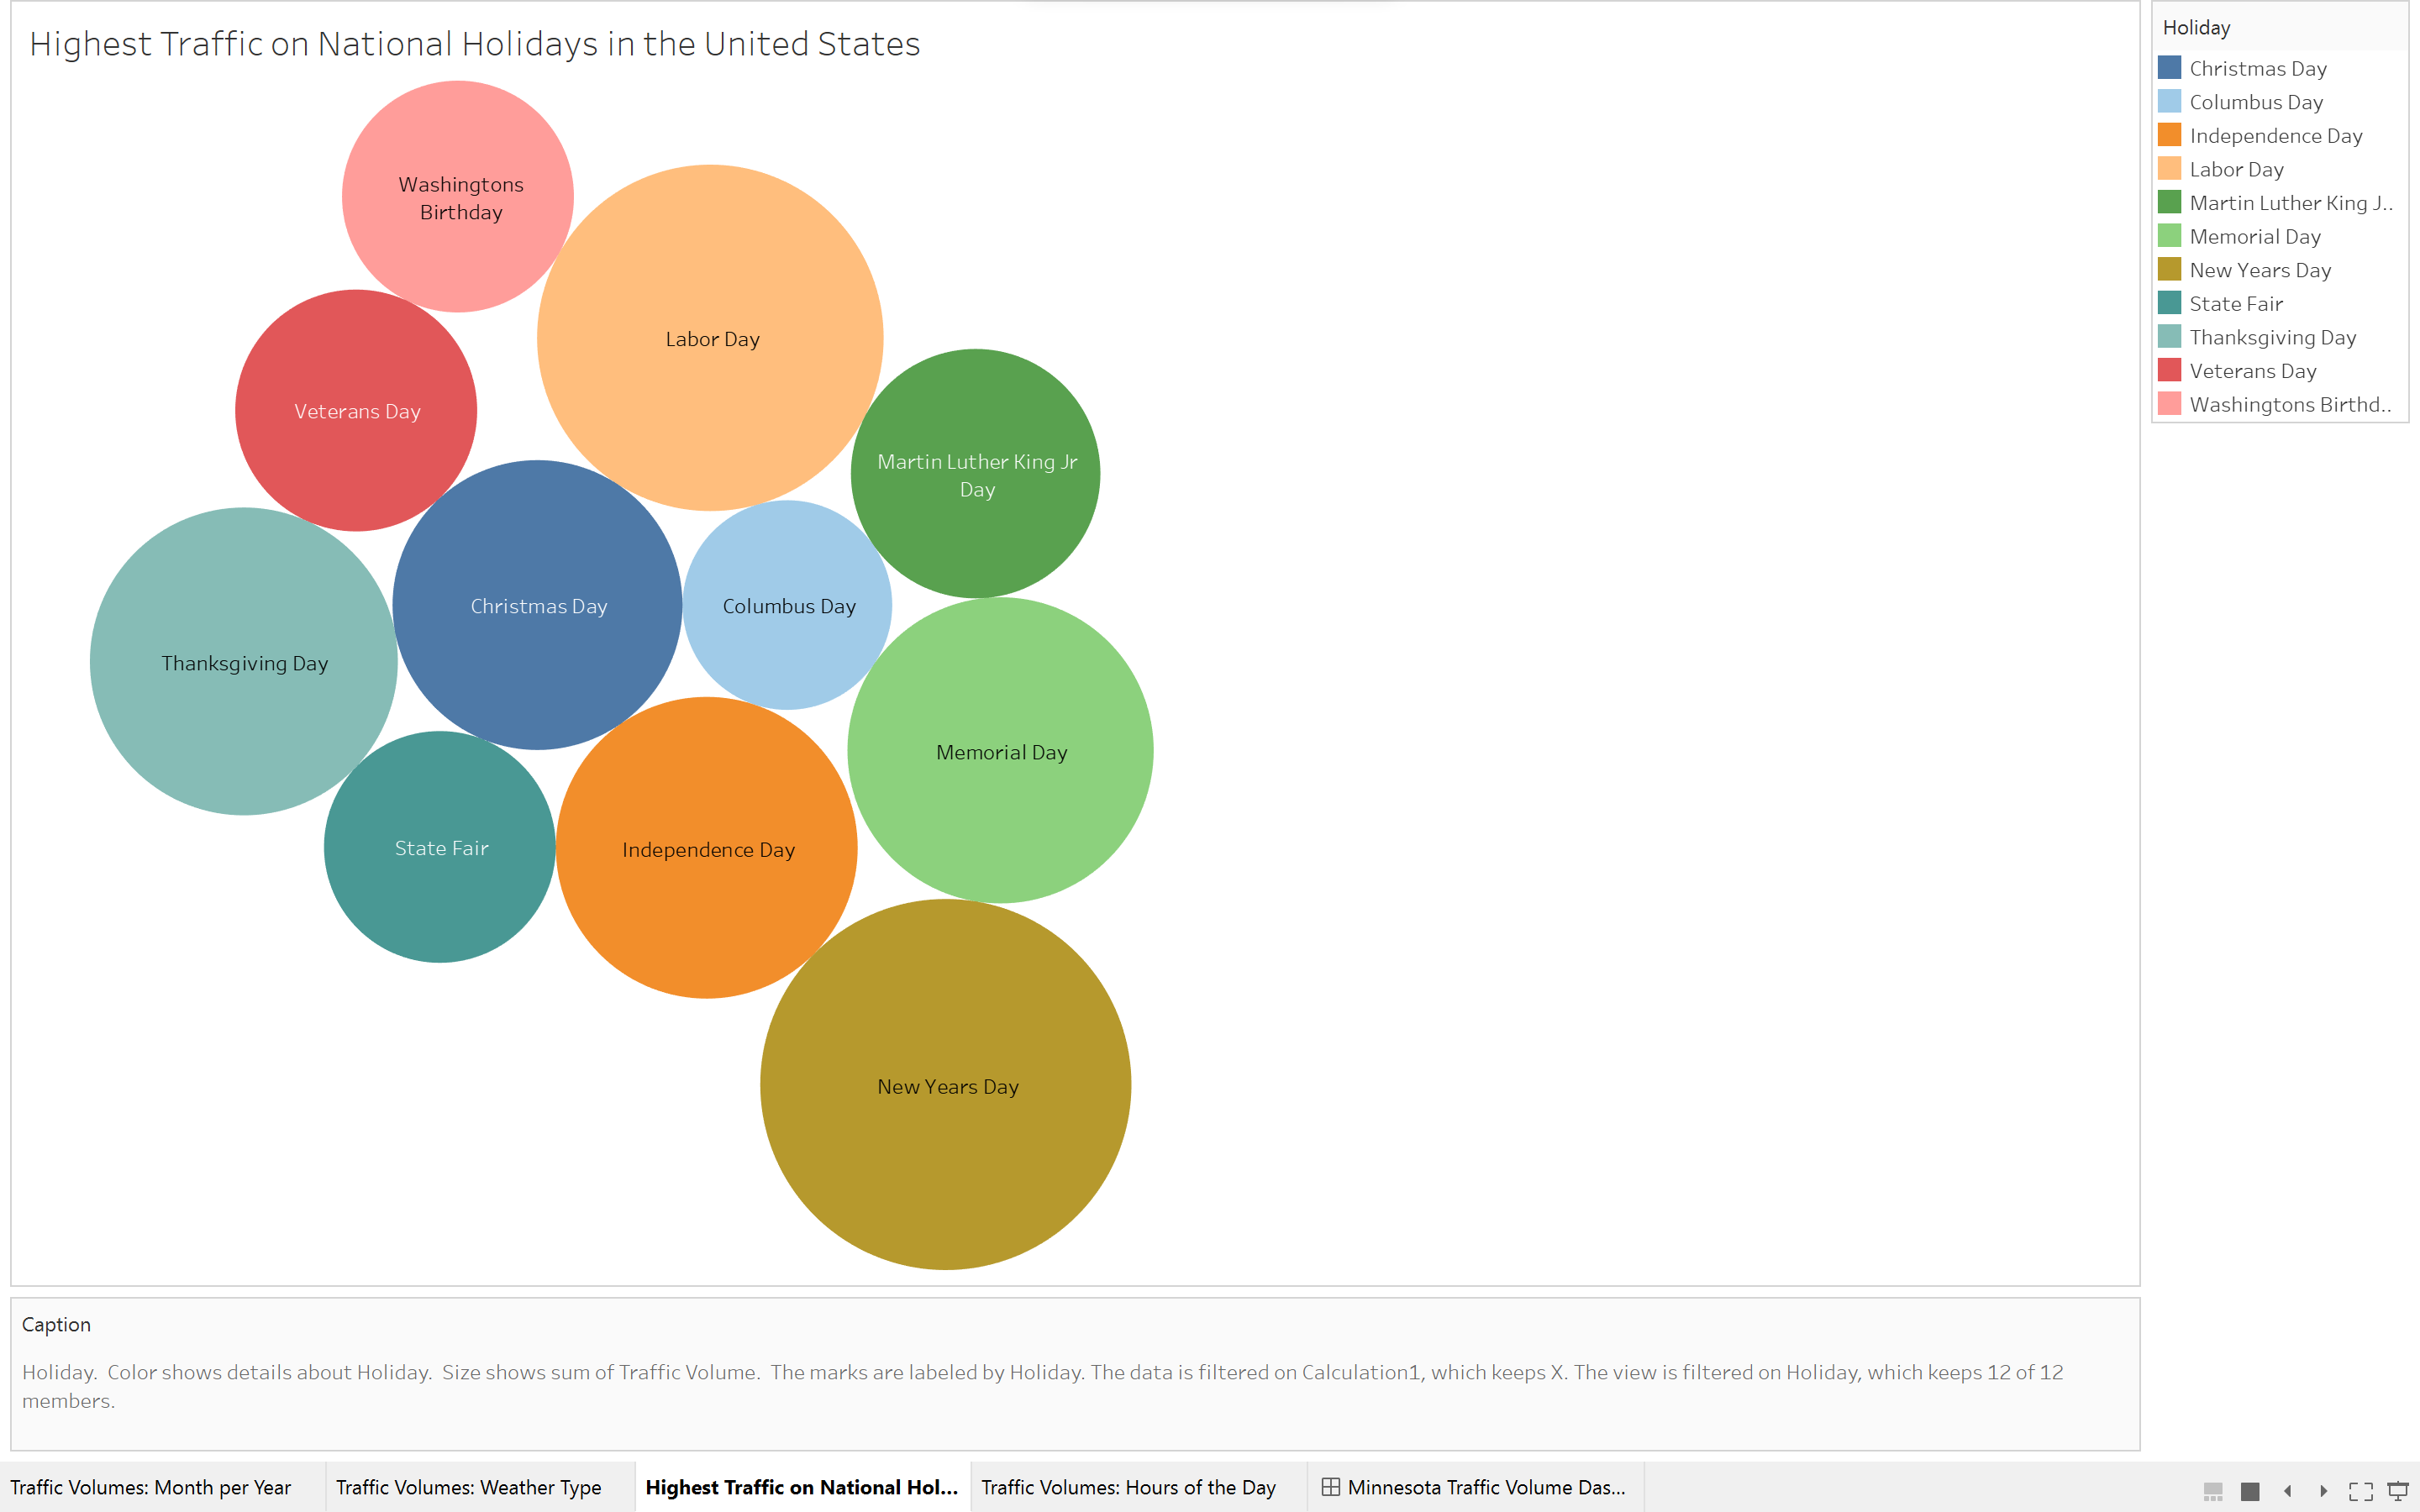 Highest Traffic on National Holidays in the United States
Washingtons
Birthday
Labor Day
Veterans Day
Martin Luther King Jr
Day
Christmas Day
Columbus Day
Thanksgiving Day
Memorial Day
State Fair
Independence Day
New Years Day
Holiday
Christmas Day
Columbus Day
Independence Day
Labor Day
Martin Luther King J..
Memorial Day
New Years Day
State Fair
Thanksgiving Day
Veterans Day
Washingtons Birthd..
Caption
Holiday.  Color shows details about Holiday.  Size shows sum of Traffic Volume.  The marks are labeled by Holiday. The data is filtered on Calculation1, which keeps X. The view is filtered on Holiday, which keeps 12 of 12
members.
Traffic Volumes: Month per Year
Traffic Volumes: Weather Type
Highest Traffic on National Hol...
Traffic Volumes: Hours of the Day
Minnesota Traffic Volume Das...